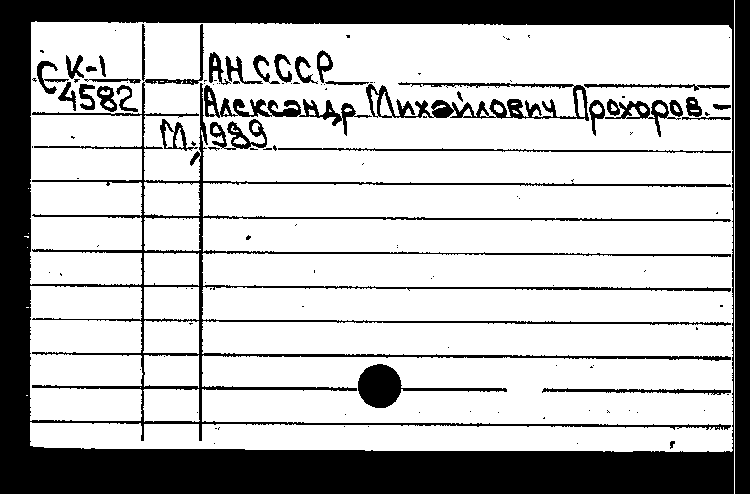 С К-1
4582
АН СССР
Александр Михайлович Прохоров. –
М., 1989.